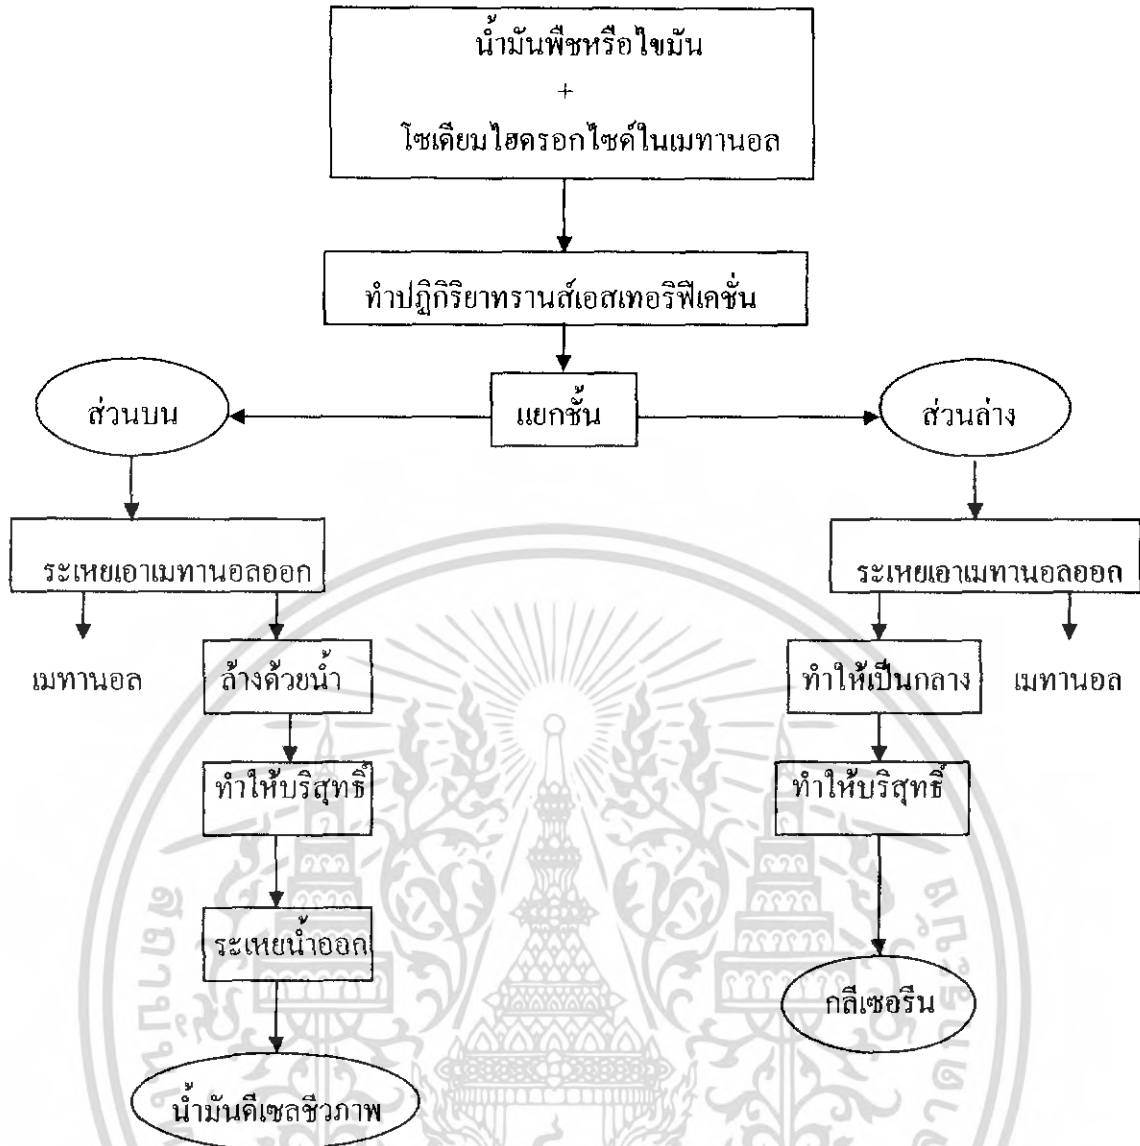 น้ำมันพืชหรือไขมัน
+
โซเดียมไฮดรอกไซด์ในเมทานอล
ทำปฏิกิริยาทรานส์เอสเทอริฟิเคชั่น
แยกชั้น
ส่วนบน
ส่วนล่าง
ระเหยเอาเมทานอลออก
ระเหยเอาเมทานอลออก
เมทานอล
ล้างด้วยน้ำ
ทำให้เป็นกลาง
เมทานอล
ทำให้บริสุทธิ์
ทำให้บริสุทธิ์
ระเหยน้ำออก
กลีเซอรีน
น้ำมันดีเซลชีวภาพ